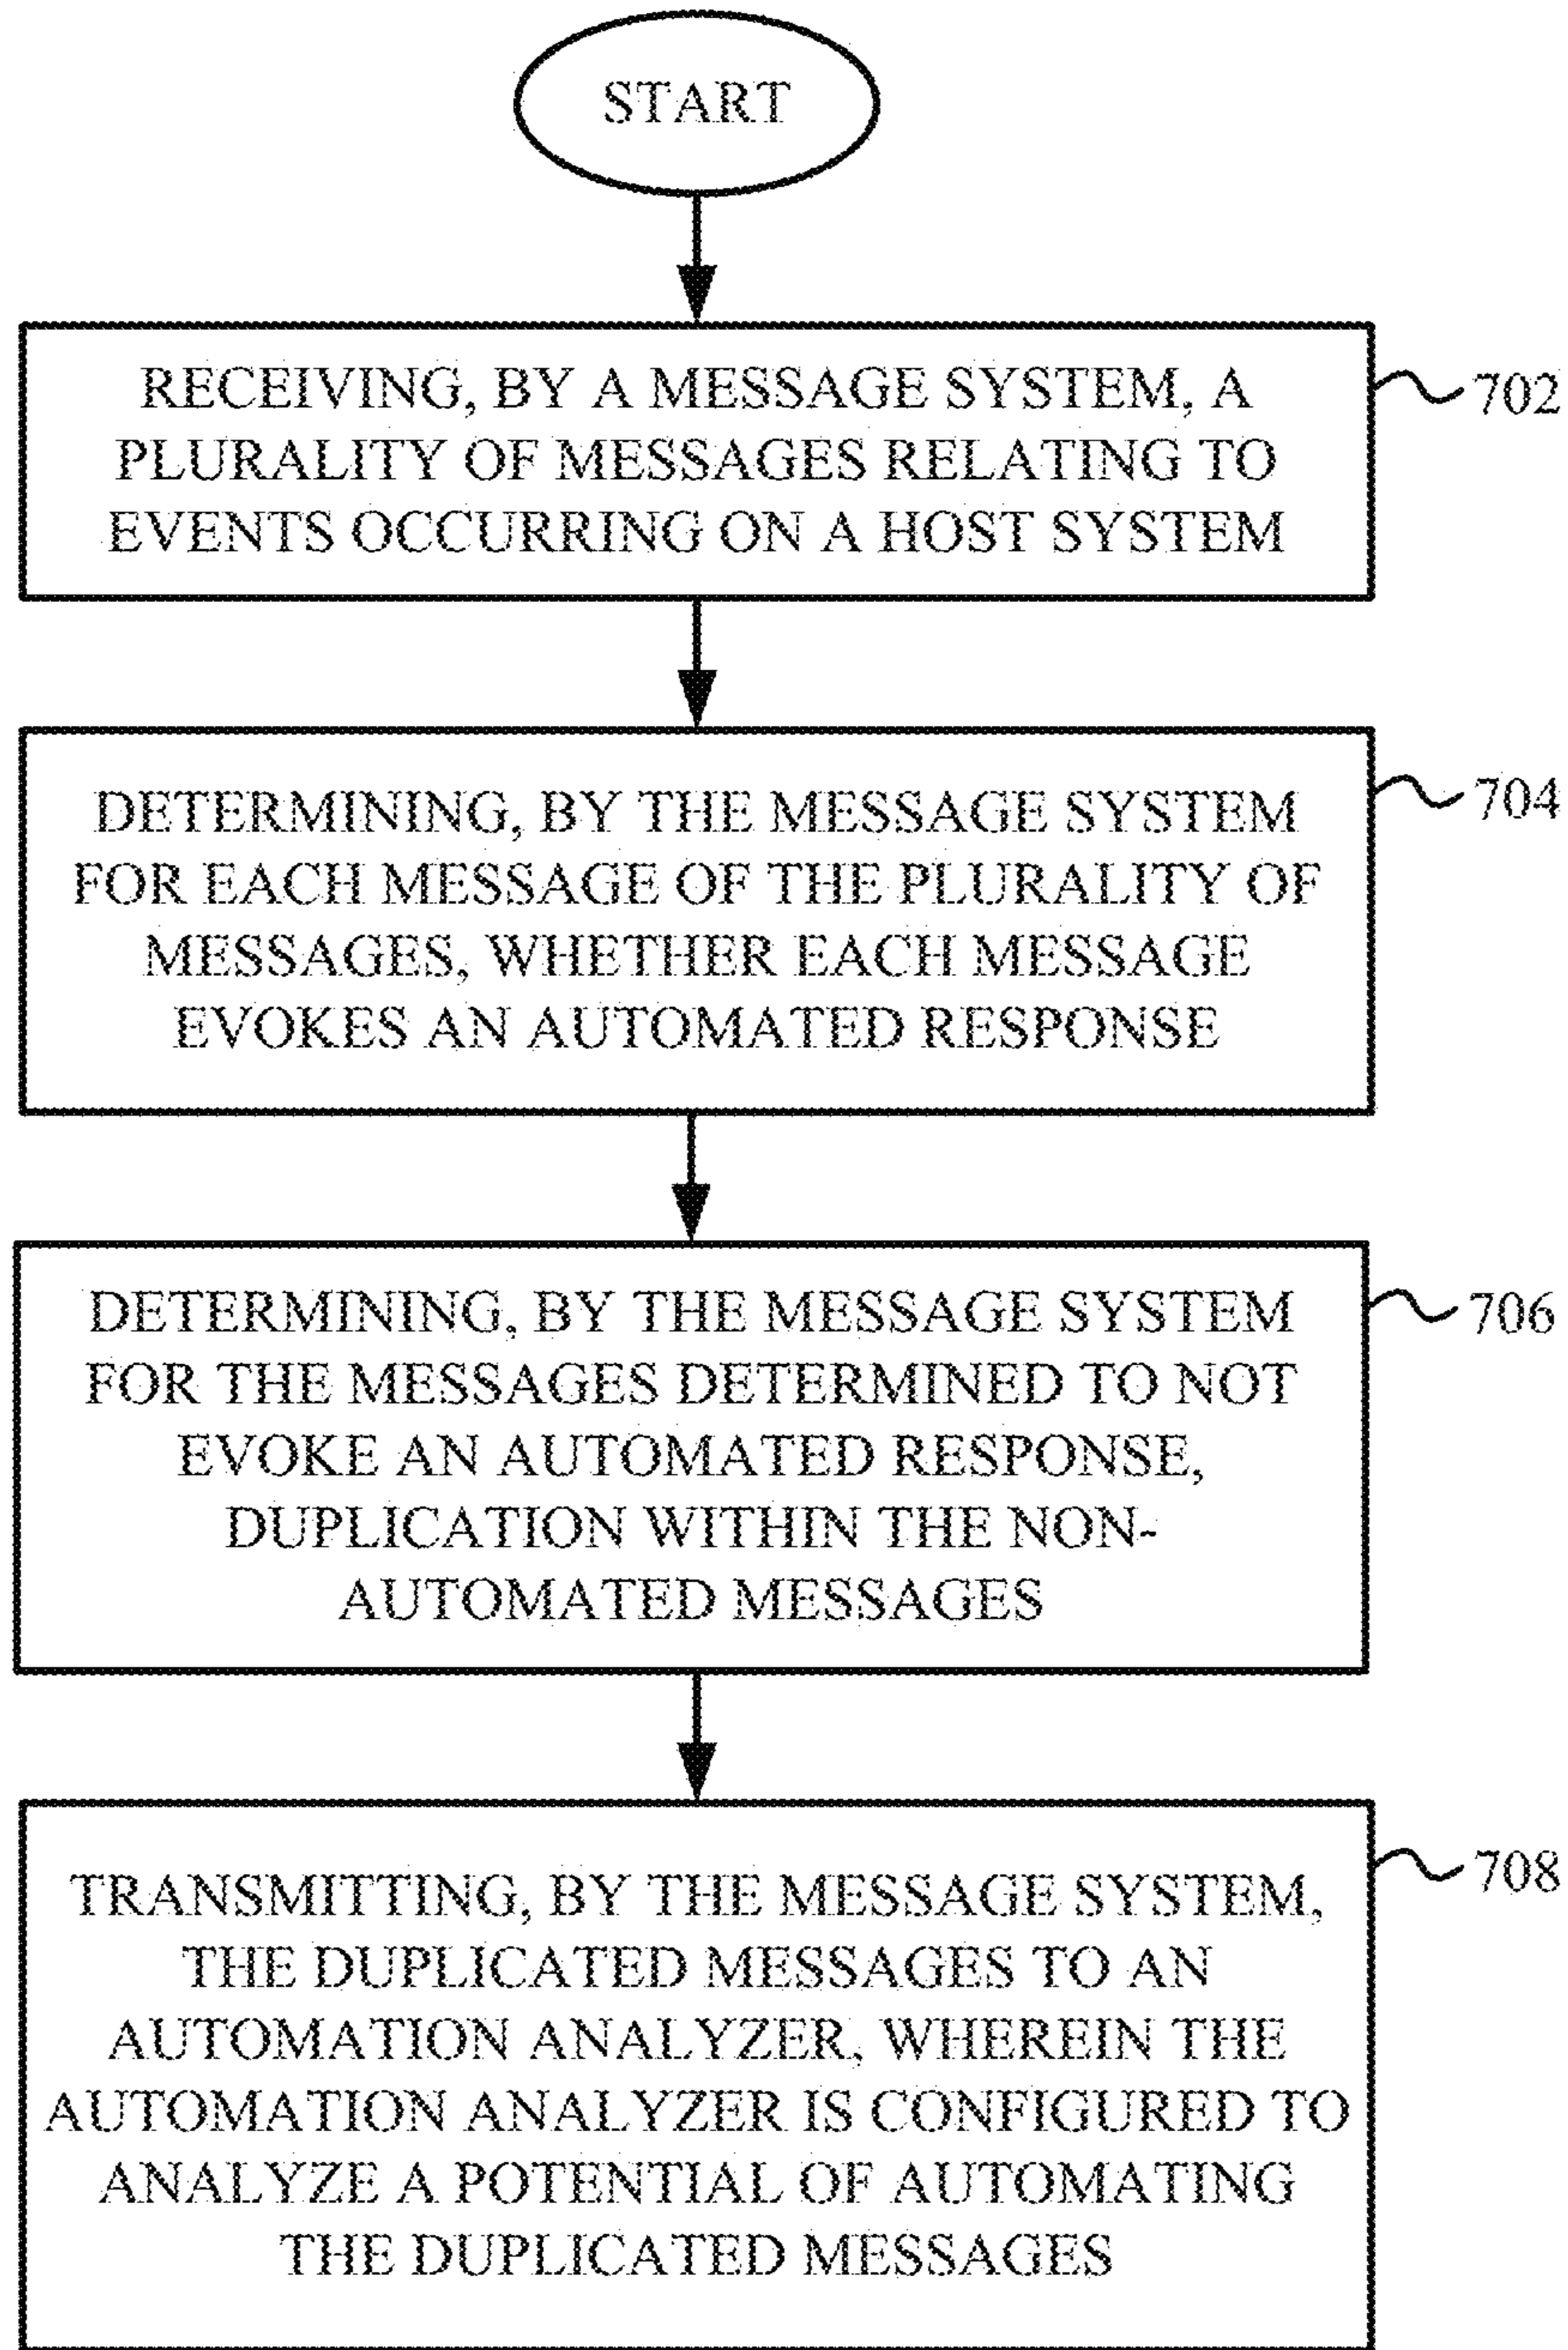 START
RECEIVING, BY A MESSAGE SYSTEM, A
PLURALITY OF MESSAGES RELATING TO
EVENTS OCCURRING ON A HOST SYSTEM
702
DETERMINING, BY THE MESSAGE SYSTEM
FOR EACH MESSAGE OF THE PLURALITY OF
MESSAGES, WHETHER EACH MESSAGE
EVOKES AN AUTOMATED RESPONSE
704
DETERMINING, BY THE MESSAGE SYSTEM
FOR THE MESSAGES DETERMINED TO NOT
EVOKE AN AUTOMATED RESPONSE,
DUPLICATION WITHIN THE NON-
AUTOMATED MESSAGES
706
TRANSMITTING, BY THE MESSAGE SYSTEM,
THE DUPLICATED MESSAGES TO AN
AUTOMATION ANALYZER, WHEREIN THE
AUTOMATION ANALYZER IS CONFIGURED TO
ANALYZE A POTENTIAL OF AUTOMATING
THE DUPLICATED MESSAGES
708